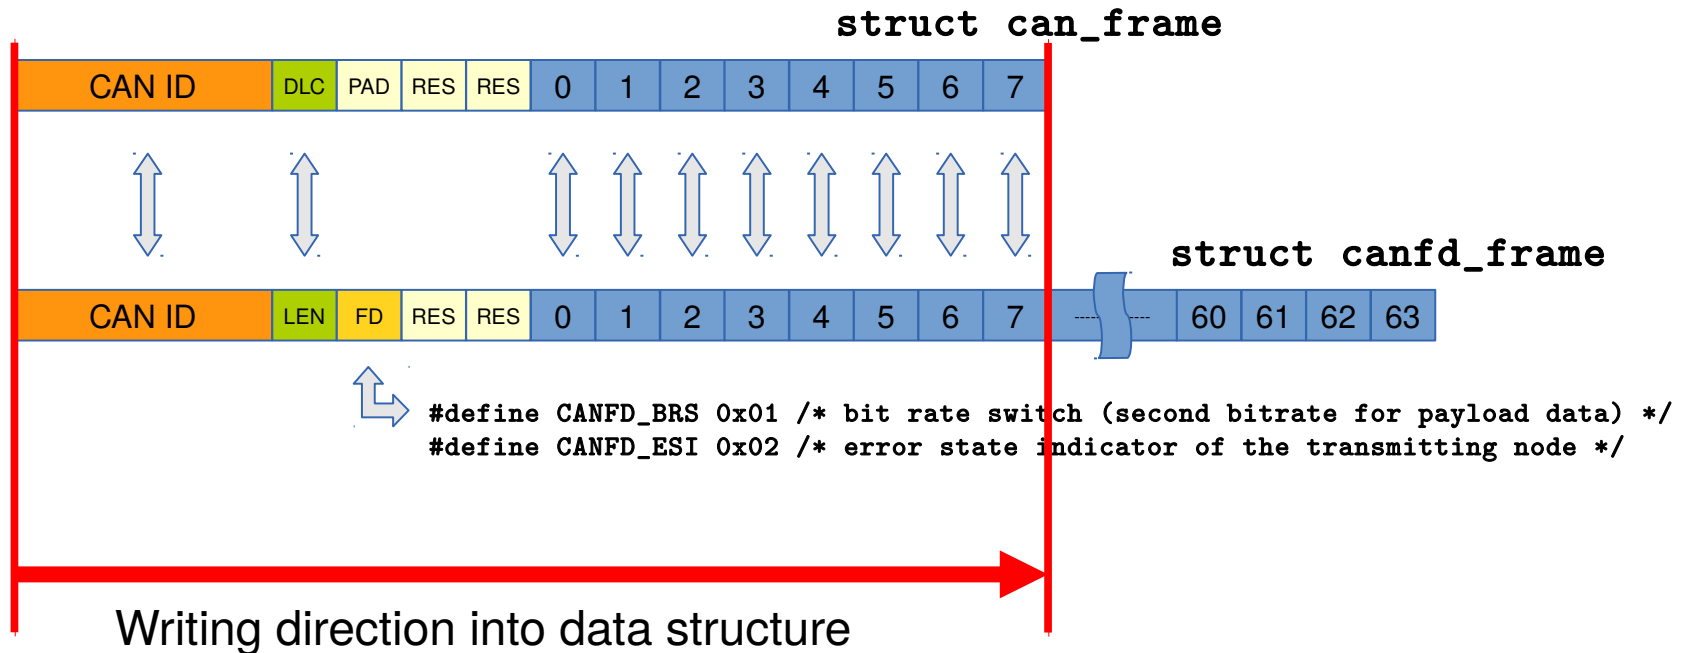 struct can_frame
CAN ID DLC PAD RES RES 0 1 2 3 4 5 6 7
struct canfd_frame
CAN ID LEN FD RES RES 0 1 2 3 4 5 6 7 60 61 62 63
#define CANFD_BRS 0x01 /* bit rate switch (second bitrate for payload data) */
#define CANFD_ESI 0x02 /* error state indicator of the transmitting node */
Writing direction into data structure